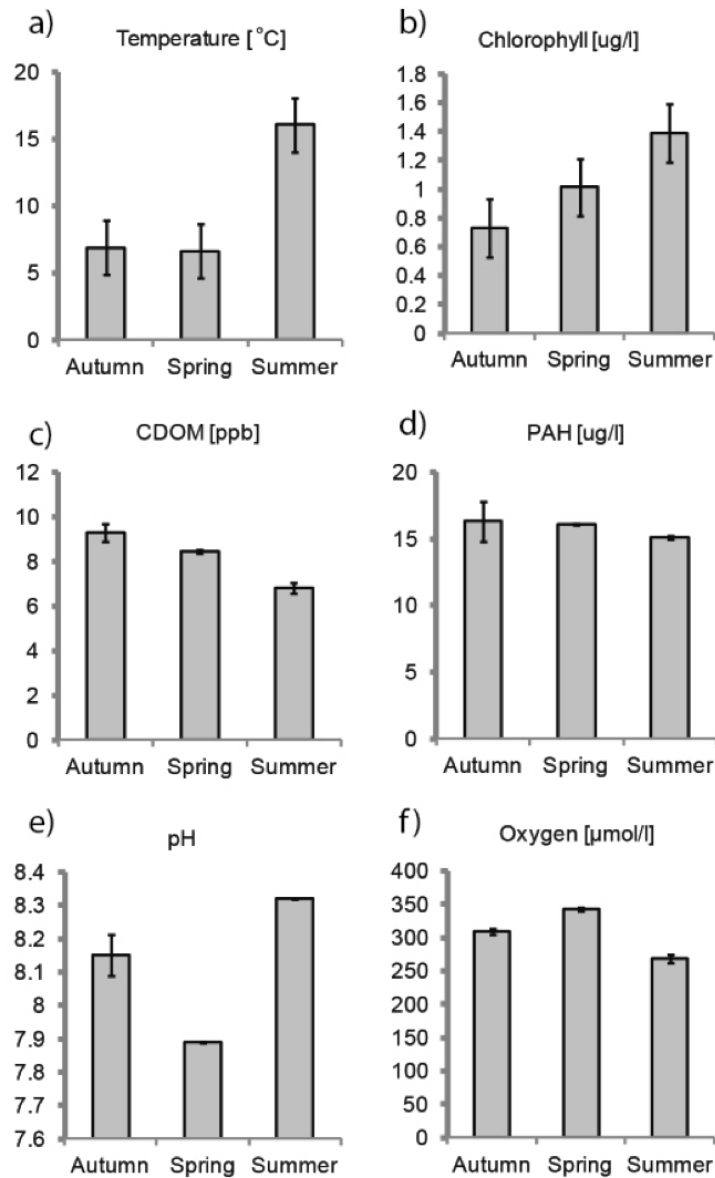 a)
Temperature [°C]
20
15
10
5
0
Autumn Spring Summer
b)
Chlorophyll [ug/l]
1.8
1.6
1.4
1.2
1
0.8
0.6
0.4
0.2
0
Autumn Spring Summer
c)
CDOM [ppb]
12
10
8
6
4
2
0
Autumn Spring Summer
d)
PAH [ug/l]
20
15
10
5
0
Autumn Spring Summer
e)
pH
8.4
8.3
8.2
8.1
8
7.9
7.8
7.7
7.6
Autumn Spring Summer
f)
Oxygen [µmol/l]
400
350
300
250
200
150
100
50
0
Autumn Spring Summer